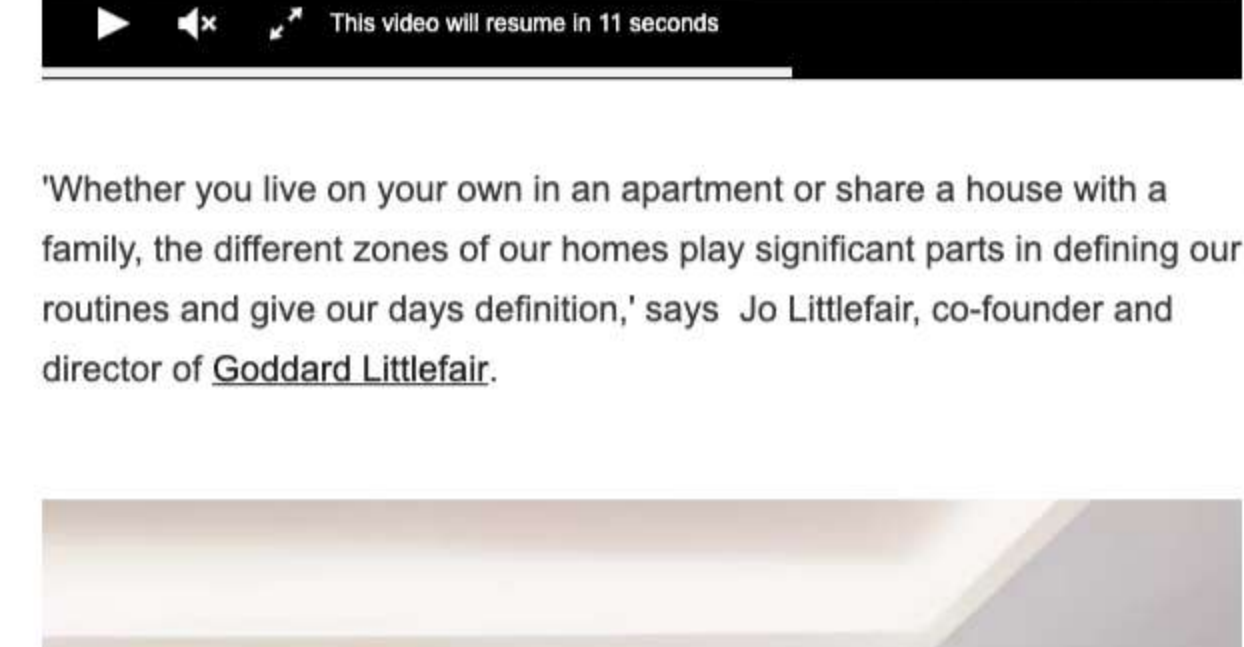 This video will resume in 11 seconds
'Whether you live on your own in an apartment or share a house with a
family, the different zones of our homes play significant parts in defining our
routines and give our days definition,' says  Jo Littlefair, co-founder and
director of Goddard Littlefair.